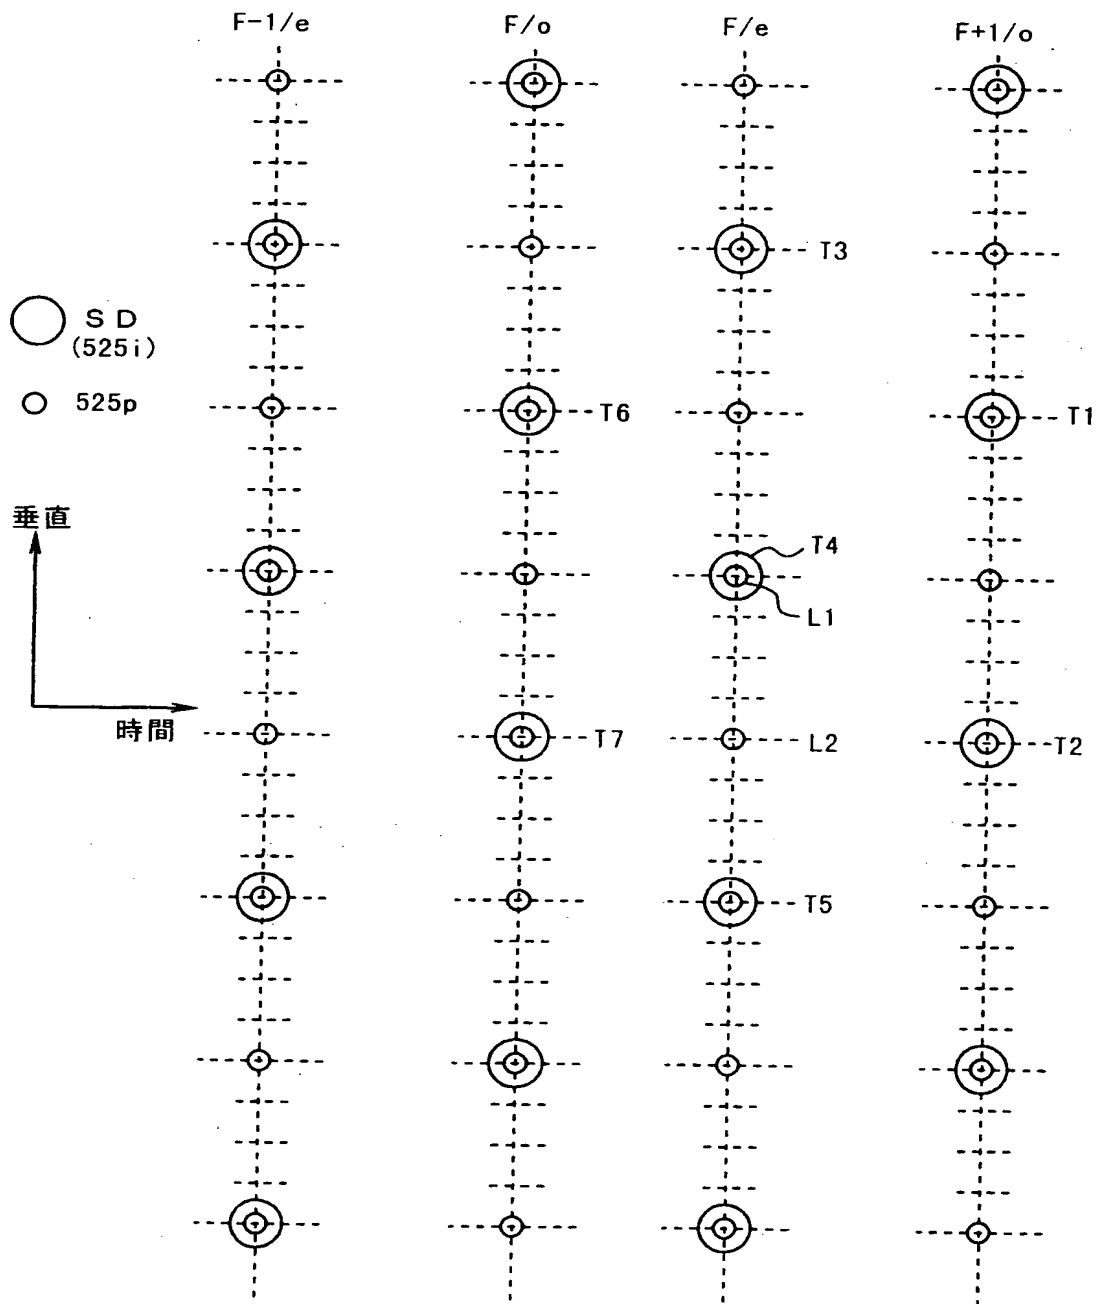 F-1/e
F/o
F/e
F+1/o
T3
SD
(525i)
525p
T6
T1
垂直
T4
L1
時間
T7
L2
T2
T5